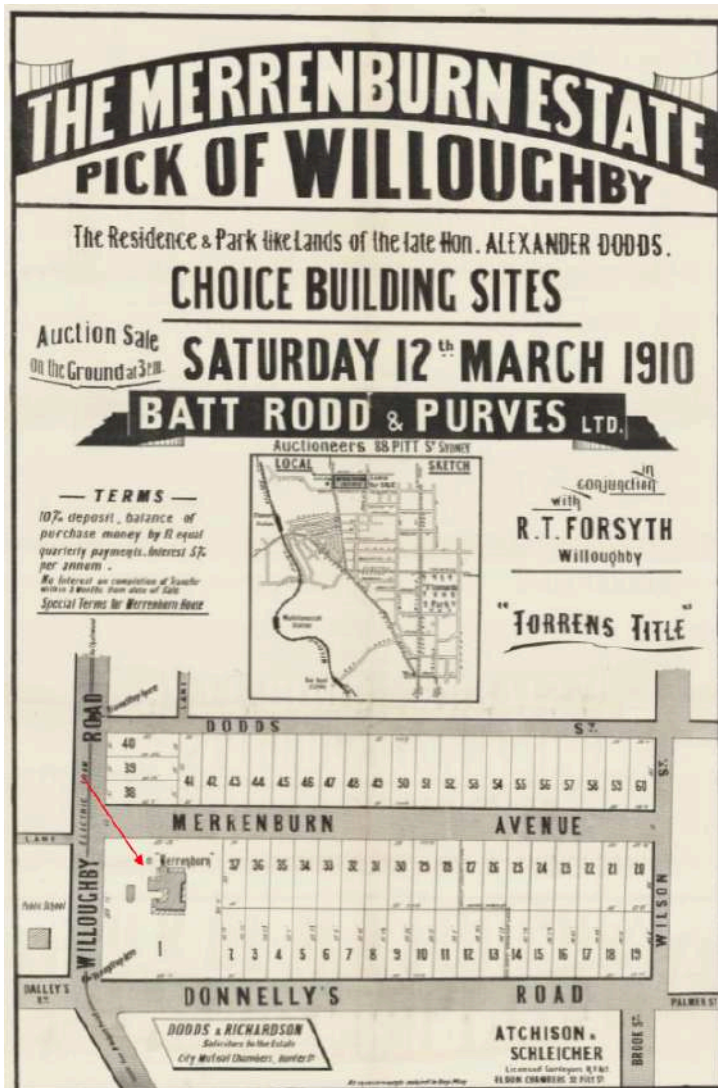 THE MERRENBURN ESTATE
PICK OF WILLOUGHBY
The Residence & Park like Lands of the late Hon. ALEXANDER DODDS.
CHOICE BUILDING SITES
Auction Sale
on the Ground at 3 p.m.
SATURDAY 12th MARCH 1910
BATT RODD & PURVES LTD.
Auctioneers 88 PITT ST SYDNEY
LOCAL SKETCH
— TERMS —
10% deposit, balance of
purchase money by 12 equal
quarterly payments. Interest 5%
per annum.
No Interest on completion of Transfer
within 3 Months from date of Sale
Special Terms for Merrenburn House
in
conjunction
with
R.T. FORSYTH
Willoughby
"TORRENS TITLE"
ROAD
LANE
DODDS ST.
40
39
38
41 42 43 44 45 46 47 48 49 50 51 52 53 54 55 56 57 58 59 60
ELECTRIC TRAM
MERRENBURN AVENUE
LANE
"Merrenburn"
37 36 35 34 33 32 31 30 29 28 27 26 25 24 23 22 21 20
Public School
WILLOUGHBY
WILSON ST.
1 2 3 4 5 6 7 8 9 10 11 12 13 14 15 16 17 18 19
DALLEY'S
DONNELLY'S ROAD
PALMER ST
BROOK ST.
DODDS & RICHARDSON
Solicitors to the Estate
City Mutual Chambers, Hunter St
ATCHISON &
SCHLEICHER
Licensed Surveyors